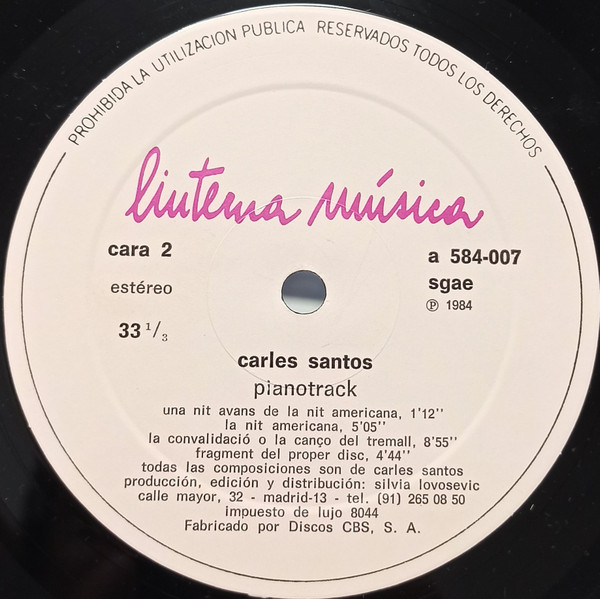 PROHIBIDA LA UTILIZACION PUBLICA RESERVADOS TODOS LOS DERECHOS
linterna música
cara 2
a 584-007
estéreo
sgae
℗ 1984
33 1/3
carles santos
pianotrack
una nit avans de la nit americana, 1'12''
la nit americana, 5'05''
la convalidació o la canço del tremall, 8'55''
fragment del proper disc, 4'44''
todas las composiciones son de carles santos
producción, edición y distribución: silvia lovosevic
calle mayor, 32 - madrid-13 - tel. (91) 265 08 50
impuesto de lujo 8044
Fabricado por Discos CBS, S. A.